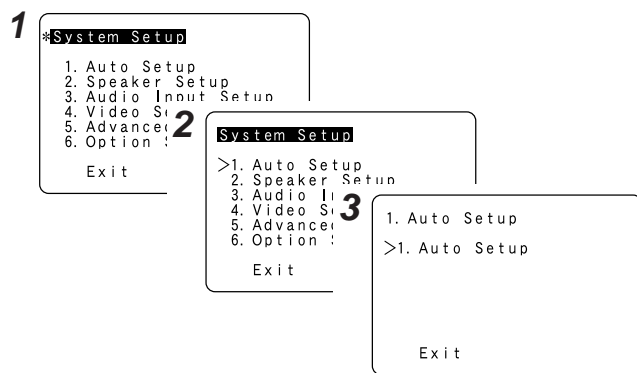 1
*System Setup
1. Auto Setup
2. Speaker Setup
3. Audio Input Setup
4. Video S
5. Advanced
6. Option
Exit
2
System Setup
>1. Auto Setup
2. Speaker Setup
3. Audio I
4. Video S
5. Advanced
6. Option
Exit
3
1. Auto Setup
>1. Auto Setup
Exit